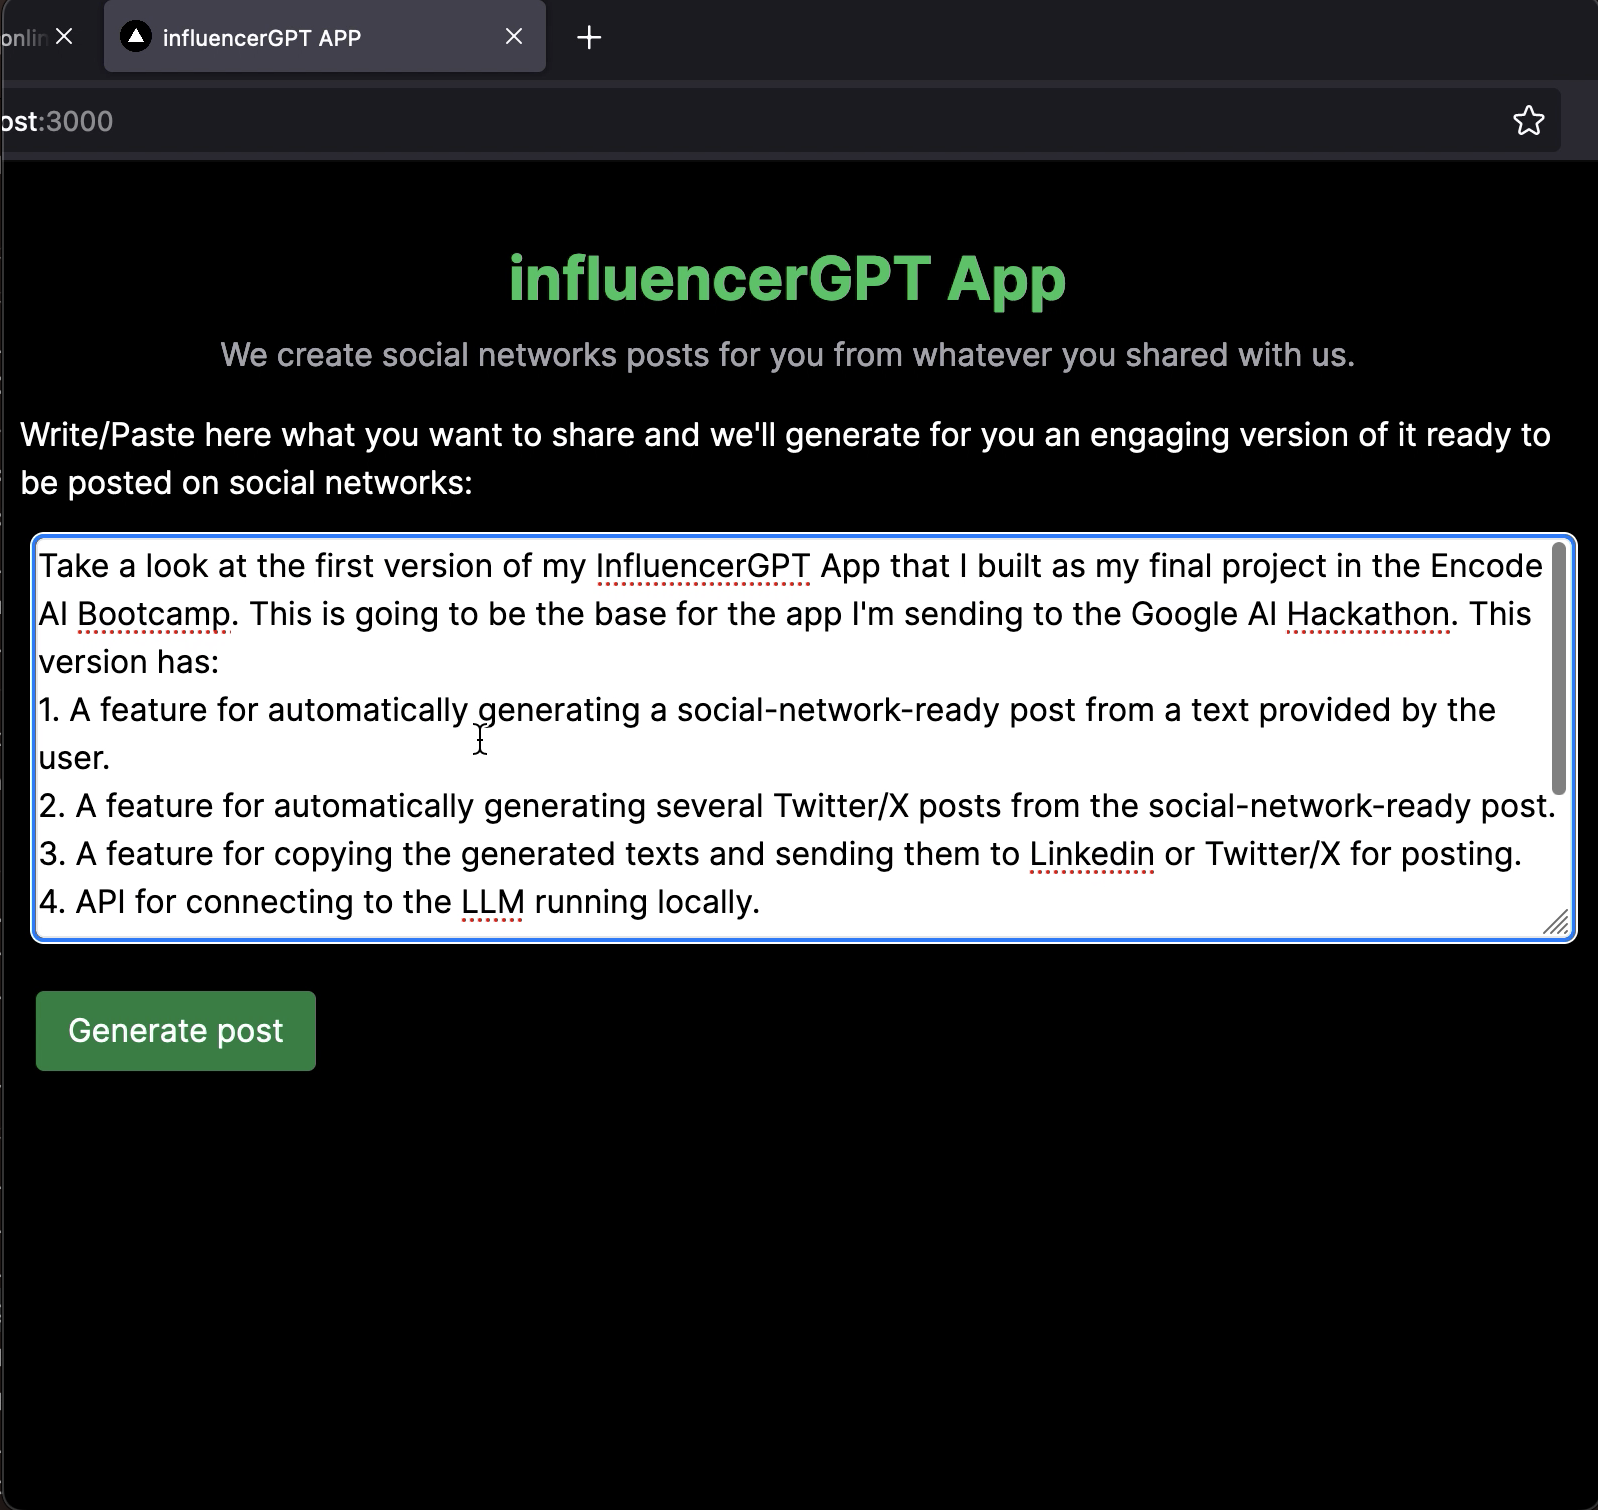 influencerGPT APP
:3000
influencerGPT App
We create social networks posts for you from whatever you shared with us.
Write/Paste here what you want to share and we'll generate for you an engaging version of it ready to
be posted on social networks:
Take a look at the first version of my InfluencerGPT App that I built as my final project in the Encode
AI Bootcamp. This is going to be the base for the app I'm sending to the Google AI Hackathon. This
version has:
1. A feature for automatically generating a social-network-ready post from a text provided by the
user.
2. A feature for automatically generating several Twitter/X posts from the social-network-ready post.
3. A feature for copying the generated texts and sending them to Linkedin or Twitter/X for posting.
4. API for connecting to the LLM running locally.
Generate post